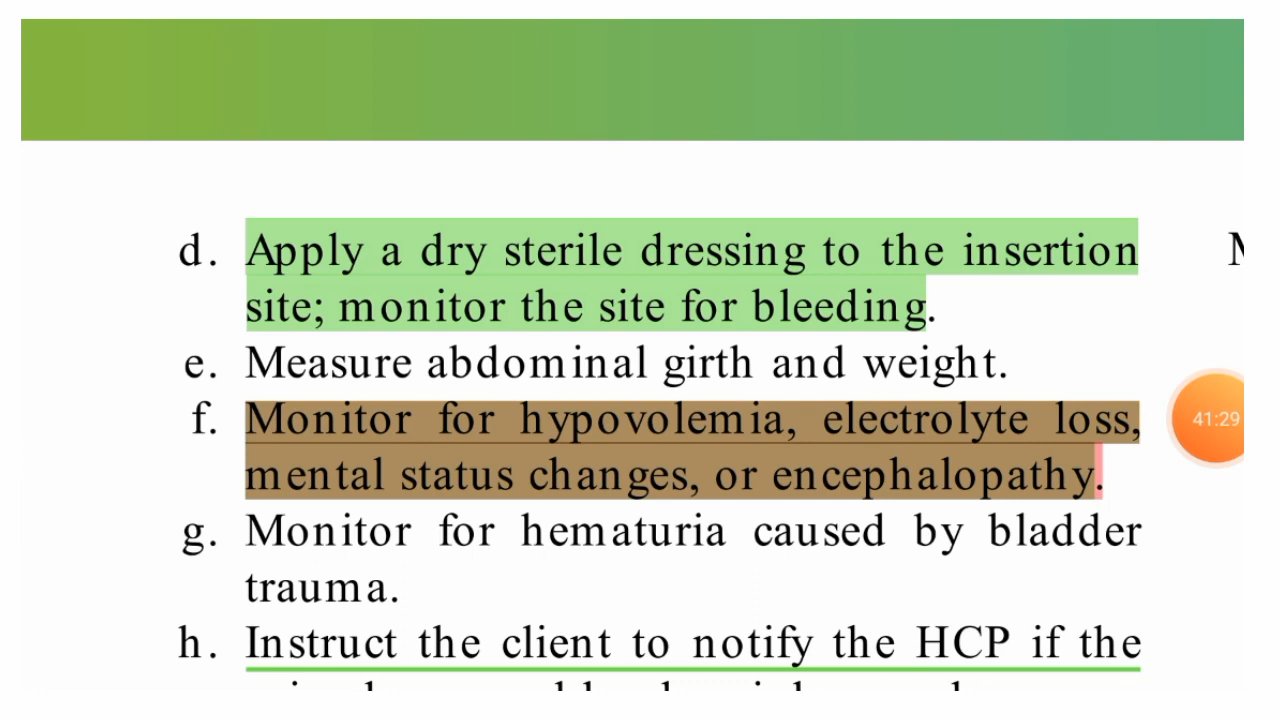 d. Apply a dry sterile dressing to the insertion
site; monitor the site for bleeding.
e. Measure abdominal girth and weight.
f. Monitor for hypovolemia, electrolyte loss,
mental status changes, or encephalopathy.
g. Monitor for hematuria caused by bladder
trauma.
h. Instruct the client to notify the HCP if the
41:29